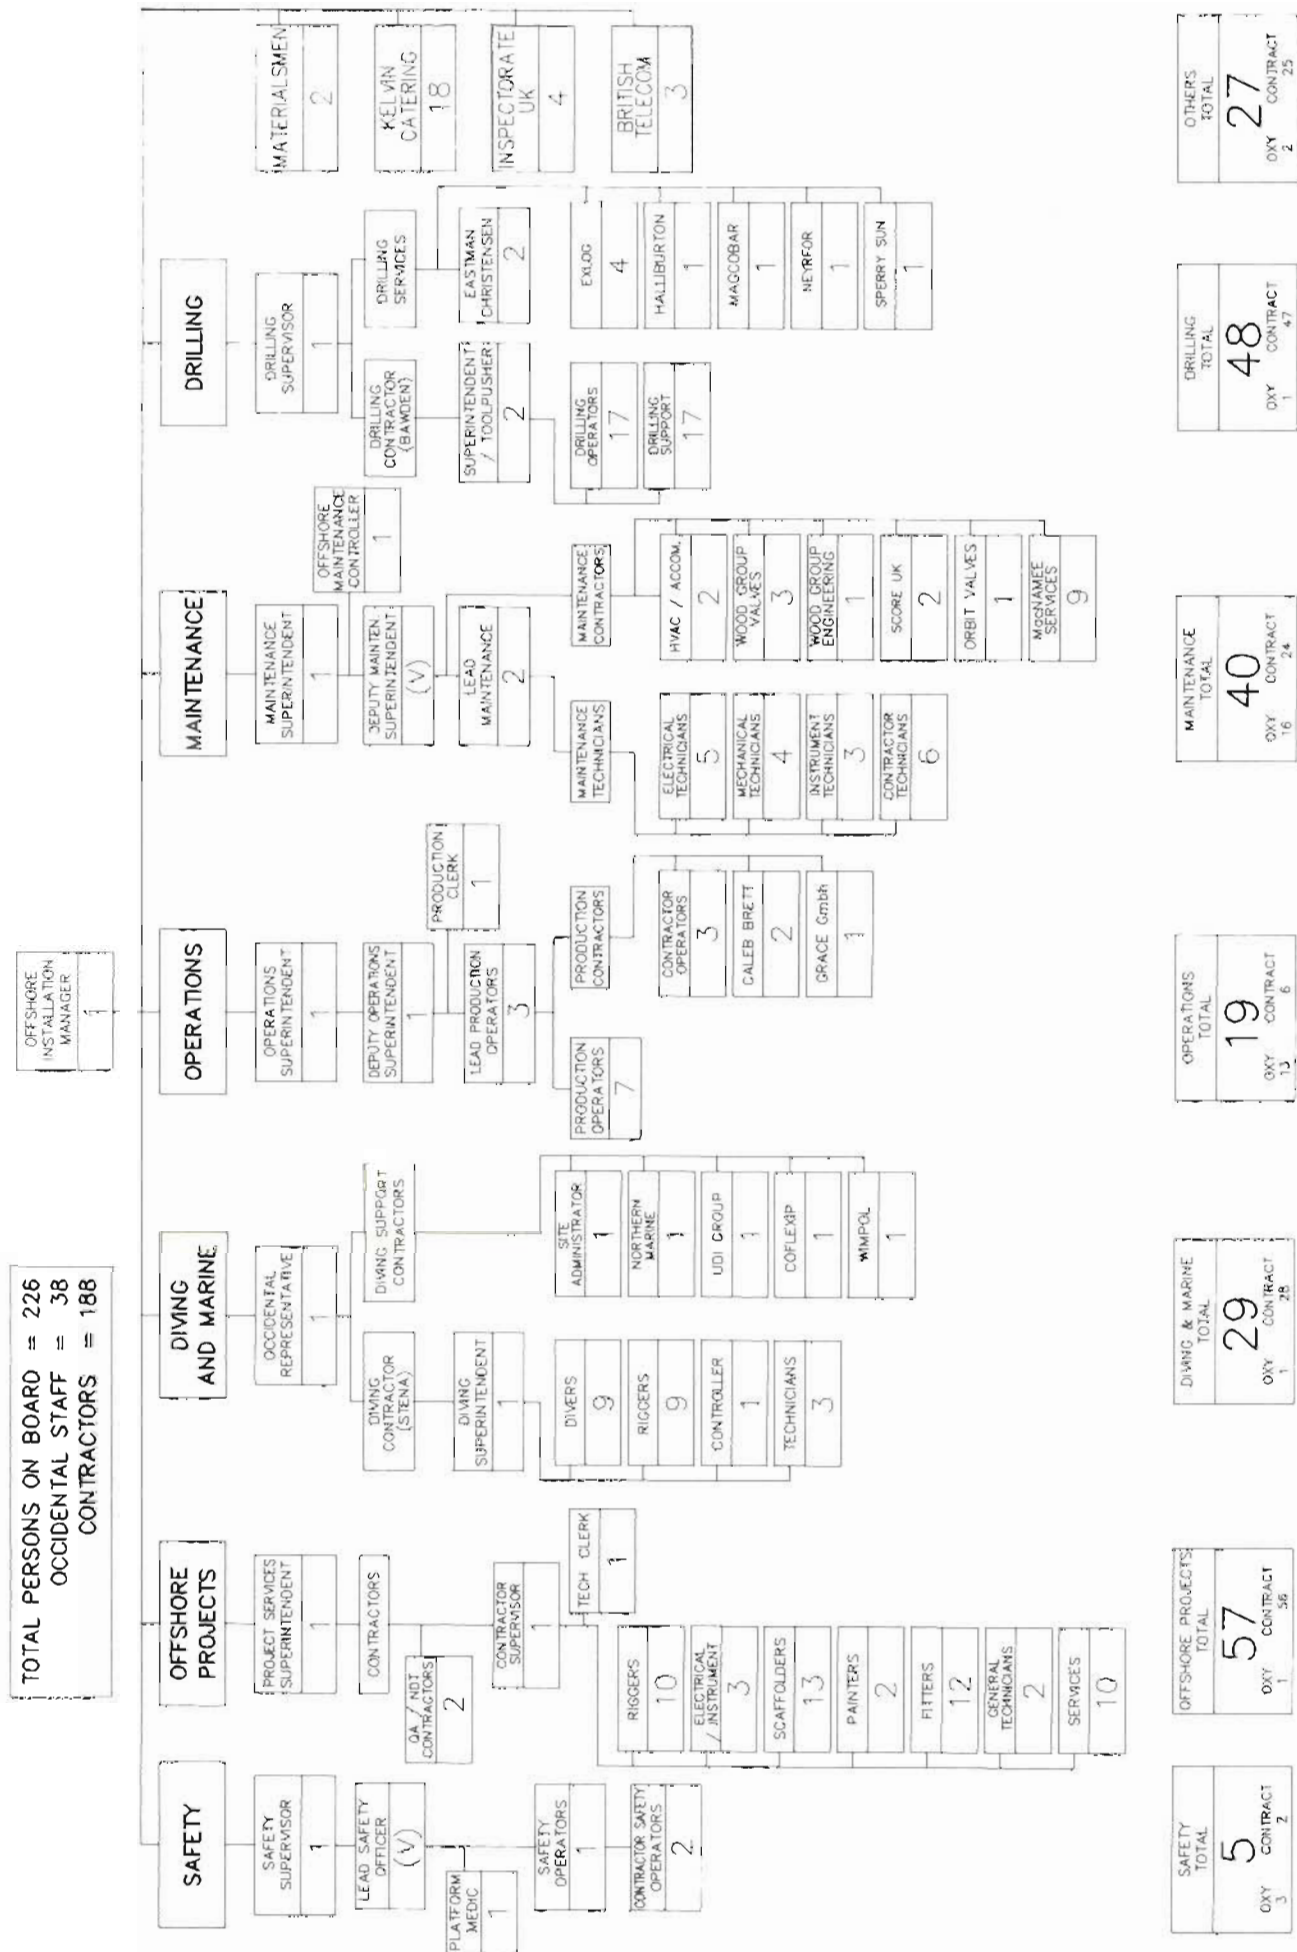 TOTAL PERSONS ON BOARD = 226
OCCIDENTAL STAFF = 38
CONTRACTORS = 188
OFFSHORE
INSTALLATION
MANAGER
1
SAFETY
SAFETY
SUPERVISOR
1
LEAD SAFETY
OFFICER
(V)
PLATFORM
MEDIC
1
SAFETY
OPERATORS
1
CONTRACTOR SAFETY
OPERATORS
2
OFFSHORE
PROJECTS
PROJECT SERVICES
SUPERINTENDENT
1
CONTRACTORS
QA / NDT
CONTRACTORS
2
CONTRACTOR
SUPERVISOR
1
TECH CLERK
1
RIGGERS
10
ELECTRICAL
/ INSTRUMENT
3
SCAFFOLDERS
13
PAINTERS
2
FITTERS
12
GENERAL
TECHNICIANS
2
SERVICES
10
DIVING
AND MARINE
OCCIDENTAL
REPRESENTATIVE
1
DIVING
CONTRACTOR
(STENA)
DIVING
SUPERINTENDENT
1
DIVERS
9
RIGGERS
9
CONTROLLER
1
TECHNICIANS
3
DIVING SUPPORT
CONTRACTORS
SITE
ADMINISTRATOR
1
NORTHERN
MARINE
1
UDI GROUP
1
COFLEXIP
1
WIMPOL
1
OPERATIONS
OPERATIONS
SUPERINTENDENT
1
DEPUTY OPERATIONS
SUPERINTENDENT
1
PRODUCTION
CLERK
1
LEAD PRODUCTION
OPERATORS
3
PRODUCTION
OPERATORS
7
PRODUCTION
CONTRACTORS
CONTRACTOR
OPERATORS
3
CALEB BRETT
2
GRACE Gmbh
1
MAINTENANCE
MAINTENANCE
SUPERINTENDENT
1
OFFSHORE
MAINTENANCE
CONTROLLER
1
DEPUTY MAINTEN.
SUPERINTENDENT
(V)
LEAD
MAINTENANCE
2
MAINTENANCE
TECHNICIANS
ELECTRICAL
TECHNICIANS
5
MECHANICAL
TECHNICIANS
4
INSTRUMENT
TECHNICIANS
3
CONTRACTOR
TECHNICIANS
6
MAINTENANCE
CONTRACTORS
HVAC / ACCOM.
2
WOOD GROUP
VALVES
3
WOOD GROUP
ENGINEERING
1
SCORE UK
2
ORBIT VALVES
1
MacNAMEE
SERVICES
9
DRILLING
DRILLING
SUPERVISOR
1
DRILLING
CONTRACTOR
(BAWDEN)
SUPERINTENDENT
/ TOOLPUSHER
2
DRILLING
OPERATORS
17
DRILLING
SUPPORT
17
DRILLING
SERVICES
EASTMAN
CHRISTENSEN
2
EXLOG
4
HALLIBURTON
1
MAGCOBAR
1
NEYRFOR
1
SPERRY SUN
1
MATERIALSMEN
2
KELVIN
CATERING
18
INSPECTORATE
UK
4
BRITISH
TELECOM
3
SAFETY
TOTAL
5
OXY CONTRACT
3 2
OFFSHORE PROJECTS
TOTAL
57
OXY CONTRACT
1 56
DIVING & MARINE
TOTAL
29
OXY CONTRACT
1 28
OPERATIONS
TOTAL
19
OXY CONTRACT
13 6
MAINTENANCE
TOTAL
40
OXY CONTRACT
16 24
DRILLING
TOTAL
48
OXY CONTRACT
1 47
OTHERS
TOTAL
27
OXY CONTRACT
2 25